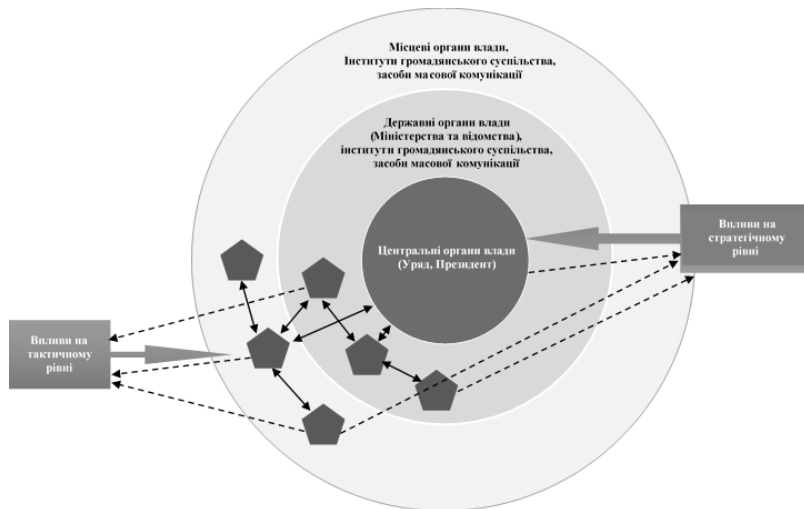 Місцеві органи влади,
Інститути громадянського суспільства,
засоби масової комунікації
Державні органи влади
(Міністерства та відомства),
інститути громадянського суспільства,
засоби масової комунікації
Центральні органи влади
(Уряд, Президент)
Впливи на
стратегічному
рівні
Впливи на
тактичному
рівні